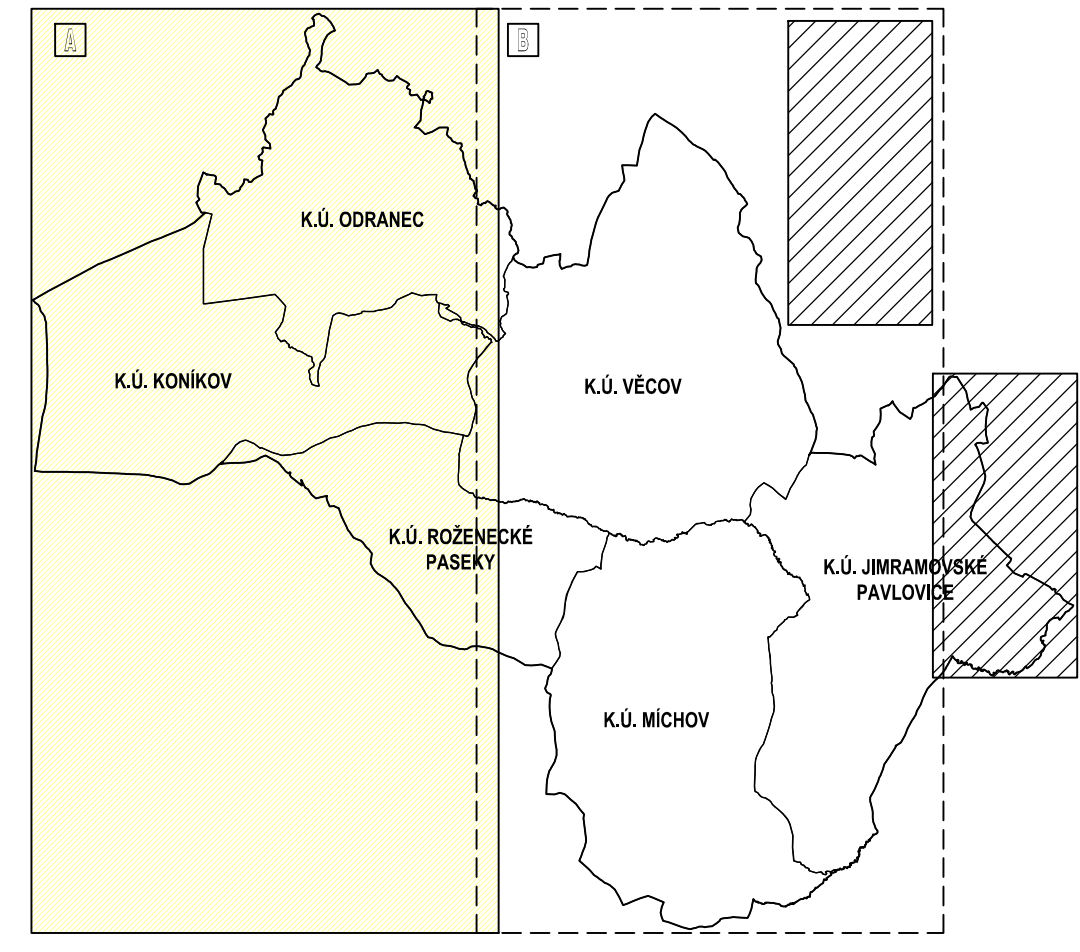 A
B
K.Ú. ODRANEC
K.Ú. KONÍKOV
K.Ú. VĚCOV
K.Ú. ROŽENECKÉ
PASEKY
K.Ú. JIMRAMOVSKÉ
PAVLOVICE
K.Ú. MÍCHOV